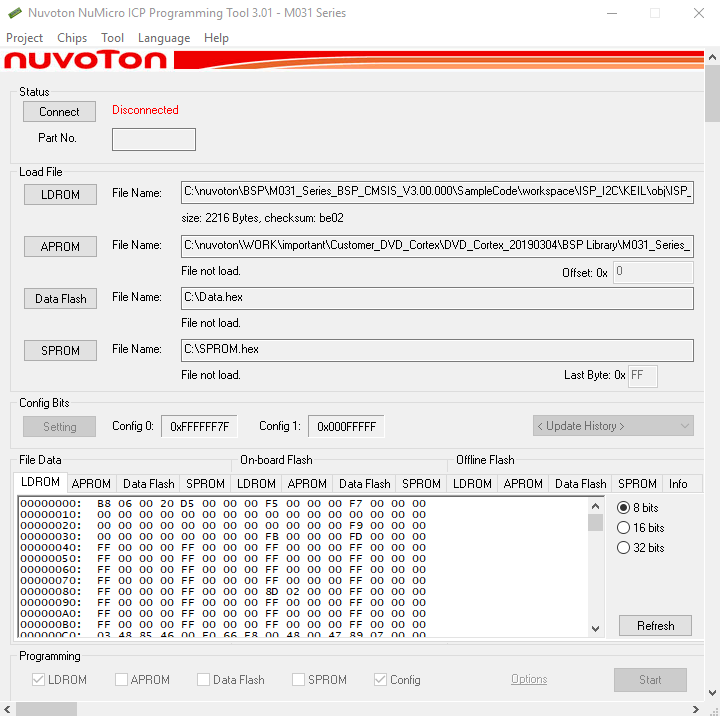 Nuvoton NuMicro ICP Programming Tool 3.01 - M031 Series
Project Chips Tool Language Help
nuvoTon
Status
Connect Disconnected
Part No.
Load File
LDROM File Name: C:\nuvoton\BSP\M031_Series_BSP_CMSIS_V3.00.000\SampleCode\workspace\ISP_I2C\KEIL\obj\ISP_
size: 2216 Bytes, checksum: be02
APROM File Name: C:\nuvoton\WORK\important\Customer_DVD_Cortex\DVD_Cortex_20190304\BSP Library\M031_Series_
File not load. Offset: 0x 0
Data Flash File Name: C:\Data.hex
File not load.
SPROM File Name: C:\SPROM.hex
File not load. Last Byte: 0x FF
Config Bits
Setting Config 0: 0xFFFFFF7F Config 1: 0x000FFFFF < Update History >
File Data On-board Flash Offline Flash
LDROM APROM Data Flash SPROM LDROM APROM Data Flash SPROM LDROM APROM Data Flash SPROM Info
00000000: B8 06 00 20 D5 00 00 00 F5 00 00 00 F7 00 00 00
00000010: 00 00 00 00 00 00 00 00 00 00 00 00 00 00 00 00
00000020: 00 00 00 00 00 00 00 00 00 00 00 00 F9 00 00 00
00000030: 00 00 00 00 00 00 00 00 FB 00 00 00 FD 00 00 00
00000040: FF 00 00 00 FF 00 00 00 FF 00 00 00 FF 00 00 00
00000050: FF 00 00 00 FF 00 00 00 FF 00 00 00 FF 00 00 00
00000060: FF 00 00 00 FF 00 00 00 FF 00 00 00 FF 00 00 00
00000070: FF 00 00 00 FF 00 00 00 FF 00 00 00 FF 00 00 00
00000080: FF 00 00 00 FF 00 00 00 8D 02 00 00 FF 00 00 00
00000090: FF 00 00 00 FF 00 00 00 FF 00 00 00 FF 00 00 00
000000A0: FF 00 00 00 FF 00 00 00 FF 00 00 00 FF 00 00 00
000000B0: FF 00 00 00 FF 00 00 00 FF 00 00 00 FF 00 00 00
000000C0: 03 48 85 46 00 F0 66 F8 00 48 00 47 89 07 00 00
8 bits
16 bits
32 bits
Refresh
Programming
LDROM APROM Data Flash SPROM Config Options Start